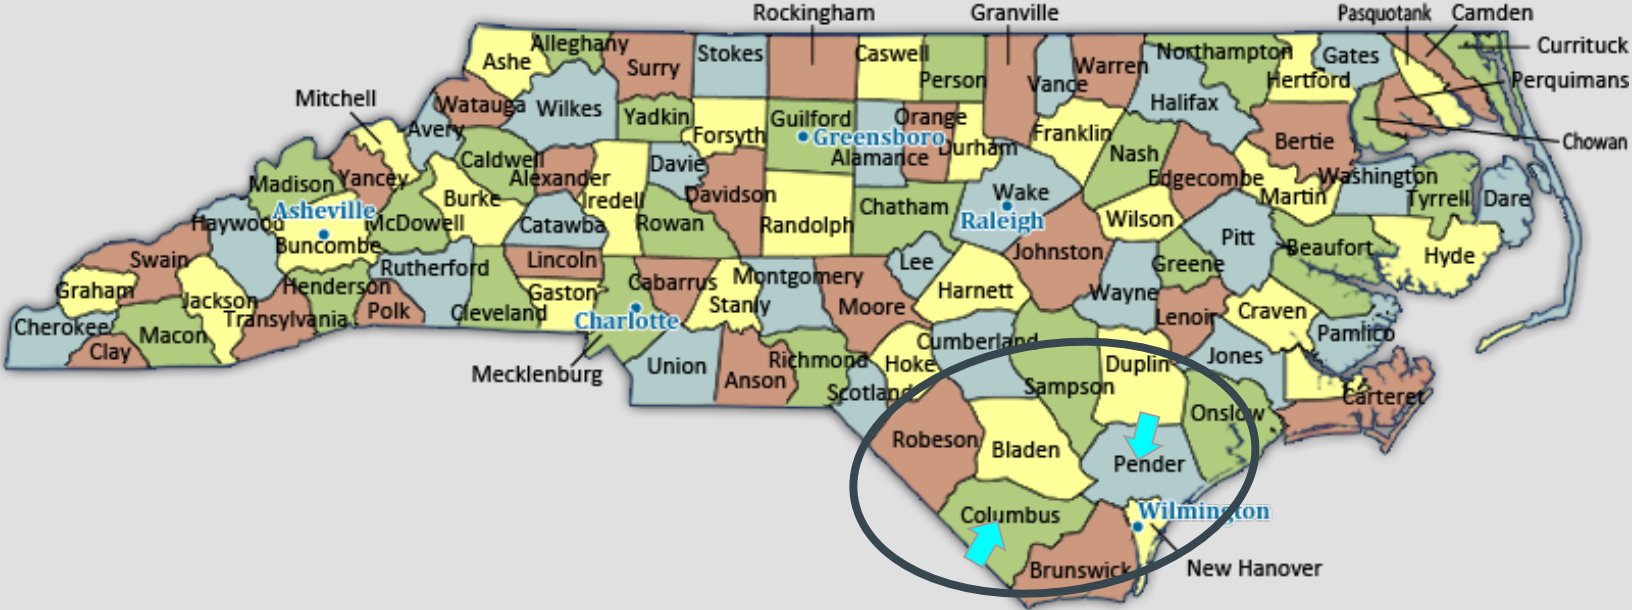 Rockingham
Granville
Pasquotank
Camden
Currituck
Perquimans
Chowan
Ashe
Alleghany
Surry
Stokes
Caswell
Person
Vance
Warren
Northampton
Hertford
Gates
Mitchell
Watauga
Wilkes
Avery
Yadkin
Forsyth
Guilford
Greensboro
Alamance
Orange
Durham
Franklin
Halifax
Nash
Bertie
Madison
Yancey
Caldwell
Alexander
Davie
Davidson
Iredell
Edgecombe
Martin
Washington
Tyrrell
Dare
Haywood
Asheville
Buncombe
McDowell
Burke
Catawba
Rowan
Randolph
Chatham
Wake
Raleigh
Wilson
Pitt
Beaufort
Hyde
Swain
Graham
Jackson
Henderson
Rutherford
Lincoln
Cabarrus
Montgomery
Lee
Johnston
Greene
Cherokee
Clay
Macon
Transylvania
Polk
Cleveland
Gaston
Charlotte
Mecklenburg
Stanly
Moore
Harnett
Wayne
Lenoir
Craven
Pamlico
Union
Anson
Richmond
Scotland
Hoke
Cumberland
Sampson
Duplin
Jones
Carteret
Onslow
Robeson
Bladen
Pender
Columbus
Wilmington
Brunswick
New Hanover